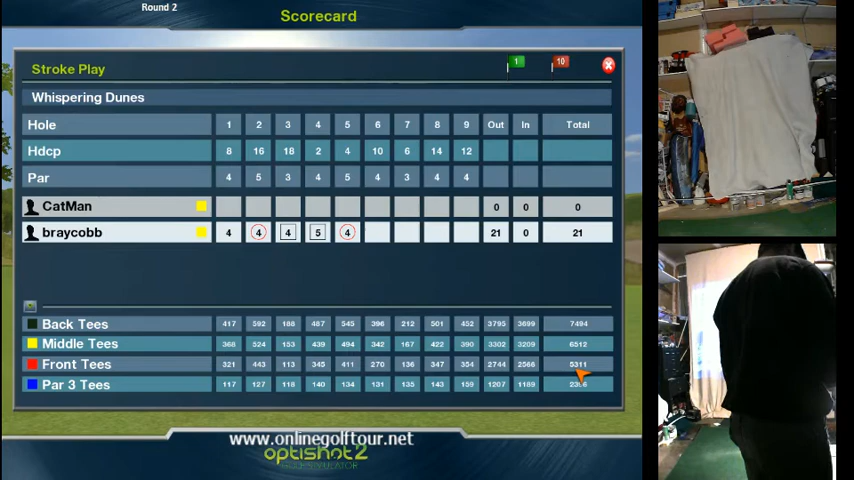 Round 2
Scorecard
Stroke Play 1 10
Whispering Dunes
Hole 1 2 3 4 5 6 7 8 9 Out In Total
Hdcp 8 16 18 2 4 10 6 14 12
Par 4 5 3 4 5 4 3 4 4
CatMan 0 0 0
braycobb 4 4 4 5 4 21 0 21
Back Tees 417 592 188 487 545 396 212 501 452 3795 3699 7494
Middle Tees 368 524 153 439 494 342 167 422 390 3302 3209 6512
Front Tees 321 443 113 345 411 270 136 347 354 2744 2568 5311
Par 3 Tees 117 127 118 140 134 131 135 143 159 1207 1189
www.onlinegolftour.net
optishot2